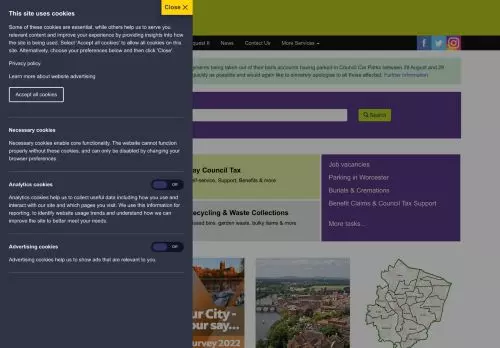 This site uses cookies
Close X
Some of these cookies are essential, while others help us to serve you
relevant content and improve your experience by providing insights into how
the site is being used. Select 'Accept all cookies' to allow all cookies on this
site. Alternatively, choose your preferences below and then click 'Close'.
Privacy policy
Learn more about website advertising
Accept all cookies
Necessary cookies
Necessary cookies enable core functionality. The website cannot function
properly without these cookies, and can only be disabled by changing your
browser preferences.
Analytics cookies
Off
Analytics cookies help us to collect useful data including how you use and
interact with our site and which pages you visit. We use this information for
reporting, to identify website usage trends and understand how we can
improve the site to better meet your needs.
Advertising cookies
Off
Advertising cookies help us to show ads that are relevant to you.
quest It News Contact Us More Services
ments being taken out of their bank accounts having parked in Council Car Parks between 28 August and 29
quickly as possible and would again like to sincerely apologise to all those affected. Further information
Search
ay Council Tax
elf-service, Support, Benefits & more
ecycling & Waste Collections
issed bins, garden waste, bulky items & more
Job vacancies
Parking in Worcester
Burials & Cremations
Benefit Claims & Council Tax Support
More tasks...
ur City -
ur say...
urvey 2022